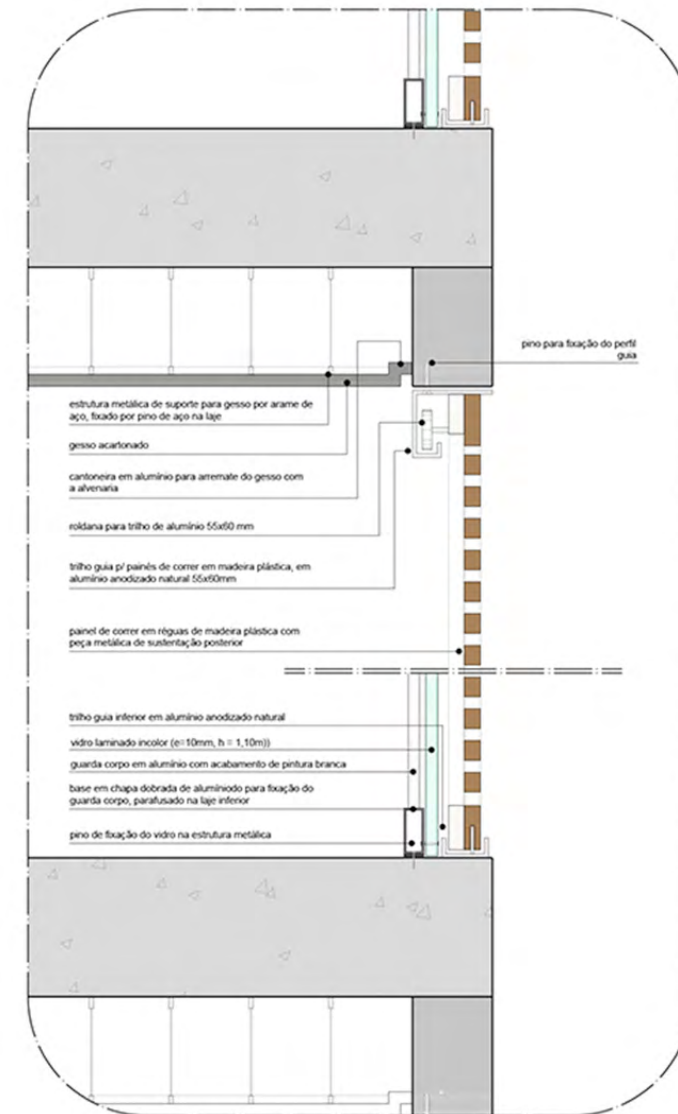 pino para fixação do perfil
guia
estrutura metálica de suporte para gesso por arame de
aço, fixado por pino de aço na laje
gesso acartonado
cantoneira em alumínio para arremate do gesso com
a alvenaria
roldana para trilho de alumínio 55x60 mm
trilho guia p/ painés de correr em madeira plástica, em
alumínio anodizado natural 55x60mm
painel de correr em réguas de madeira plástica com
peça metálica de sustentação posterior
trilho guia inferior em alumínio anodizado natural
vidro laminado incolor (e=10mm, h = 1,10m))
guarda corpo em alumínio com acabamento de pintura branca
base em chapa dobrada de alumíniodo para fixação do
guarda corpo, parafusado na laje inferior
pino de fixação do vidro na estrutura metálica